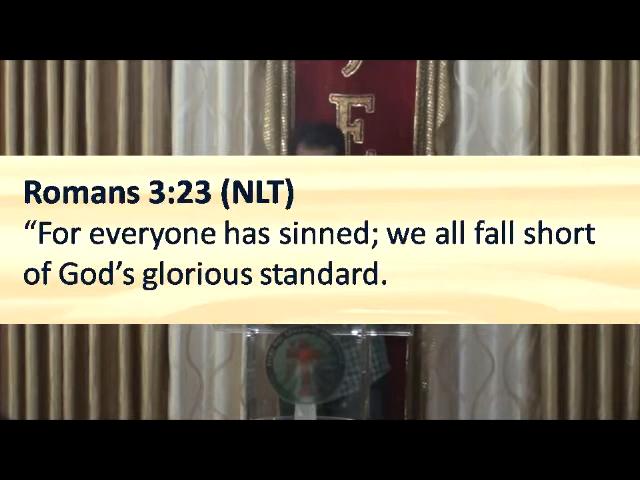 Romans 3:23 (NLT)
“For everyone has sinned; we all fall short
of God’s glorious standard.